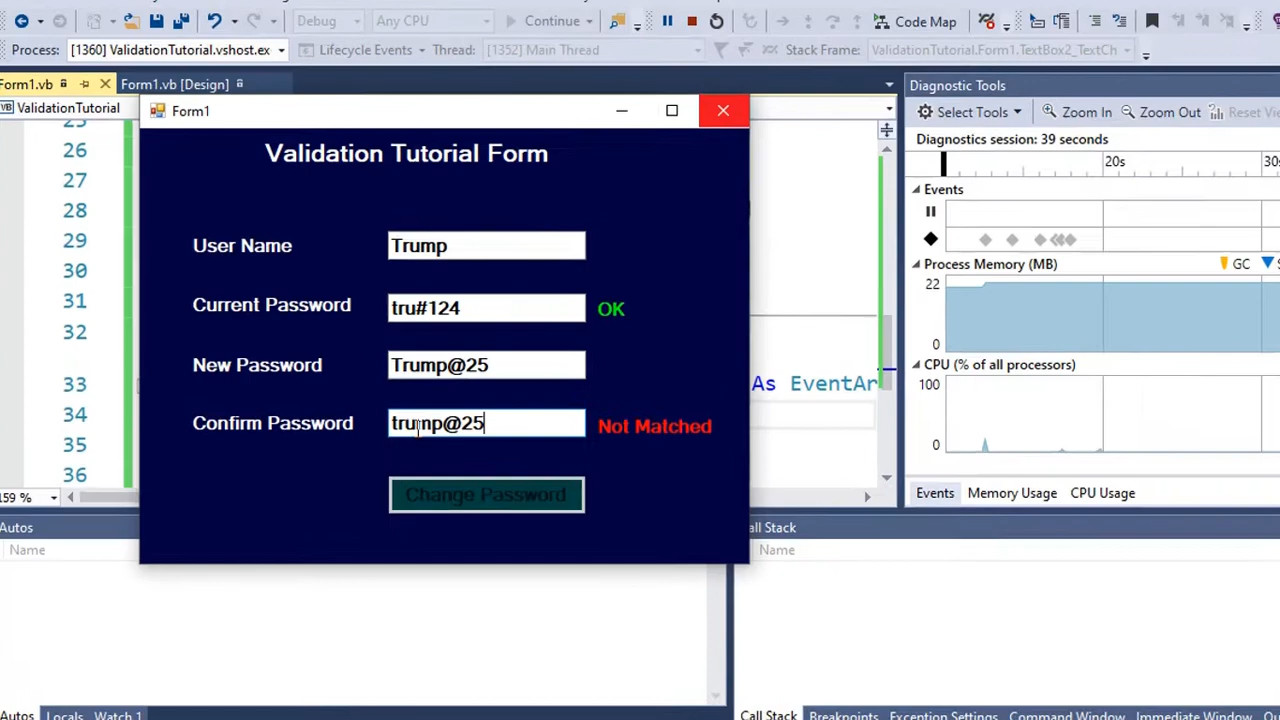 Debug Any CPU Continue Code Map
Process: [1360] ValidationTutorial.vshost.ex Lifecycle Events Thread: [1352] Main Thread Stack Frame: ValidationTutorial.Form1.TextBox2_TextCh
Form1.vb Form1.vb [Design]
ValidationTutorial
Form1
Validation Tutorial Form
User Name Trump
Current Password tru#124 OK
New Password Trump@25
Confirm Password trump@25 Not Matched
Change Password
25
26
27
28
29
30
31
32
33 As EventAr
34
35
36
159 %
Diagnostic Tools
Select Tools Zoom In Zoom Out Reset Vie
Diagnostics session: 39 seconds
20s 30s
Events
Process Memory (MB) GC S
22
0
CPU (% of all processors)
100
0
Events Memory Usage CPU Usage
Autos
Name
Call Stack
Name
Autos Locals Watch 1
Call Stack Breakpoints Exception Settings Command Window Immediate Window